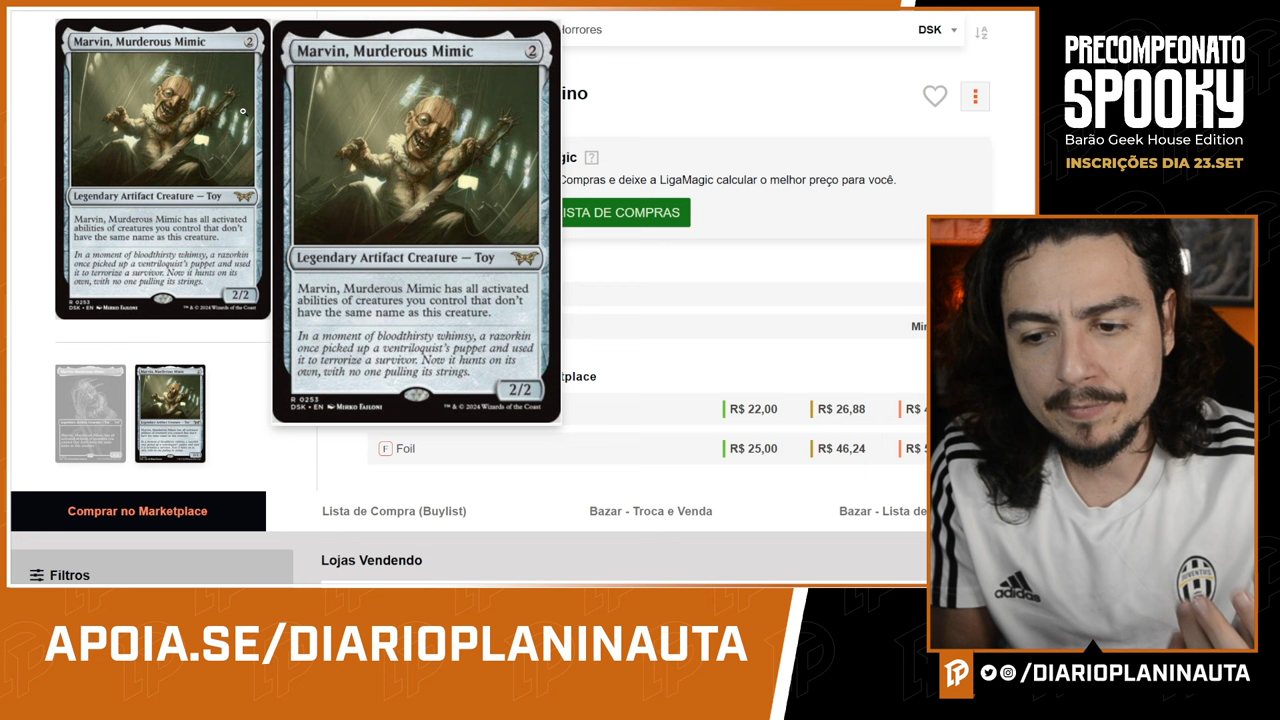 Marvin, Murderous Mimic 2
Legendary Artifact Creature — Toy
Marvin, Murderous Mimic has all activated
abilities of creatures you control that don't
have the same name as this creature.
In a moment of bloodthirsty whimsy, a razorkin
once picked up a ventriloquist's puppet and used
it to terrorize a survivor. Now it hunts on its
own, with no one pulling its strings.
2/2
R 0253
DSK • EN MIRKO FAILONI
™ & © 2024 Wizards of the Coast
Marvin, Murderous Mimic 2
Legendary Artifact Creature — Toy
Marvin, Murderous Mimic has all activated
abilities of creatures you control that don't
have the same name as this creature.
In a moment of bloodthirsty whimsy, a razorkin
once picked up a ventriloquist's puppet and used
it to terrorize a survivor. Now it hunts on its
own, with no one pulling its strings.
2/2
R 0253
DSK • EN MIRKO FAILONI
™ & © 2024 Wizards of the Coast
Horrores
DSK
ino
gic ?
Compras e deixe a LigaMagic calcular o melhor preço para você.
ISTA DE COMPRAS
Min
tplace
R$ 22,00 R$ 26,88 R$ 4
F Foil R$ 25,00 R$ 46,24 R$
Comprar no Marketplace
Lista de Compra (Buylist)
Bazar - Troca e Venda
Bazar - Lista de
Filtros
Lojas Vendendo
PRECOMPEONATO
SPOOKY
Barão Geek House Edition
INSCRIÇÕES DIA 23.SET
adidas
JUVENTUS
APOIA.SE/DIARIOPLANINAUTA
/DIARIOPLANINAUTA